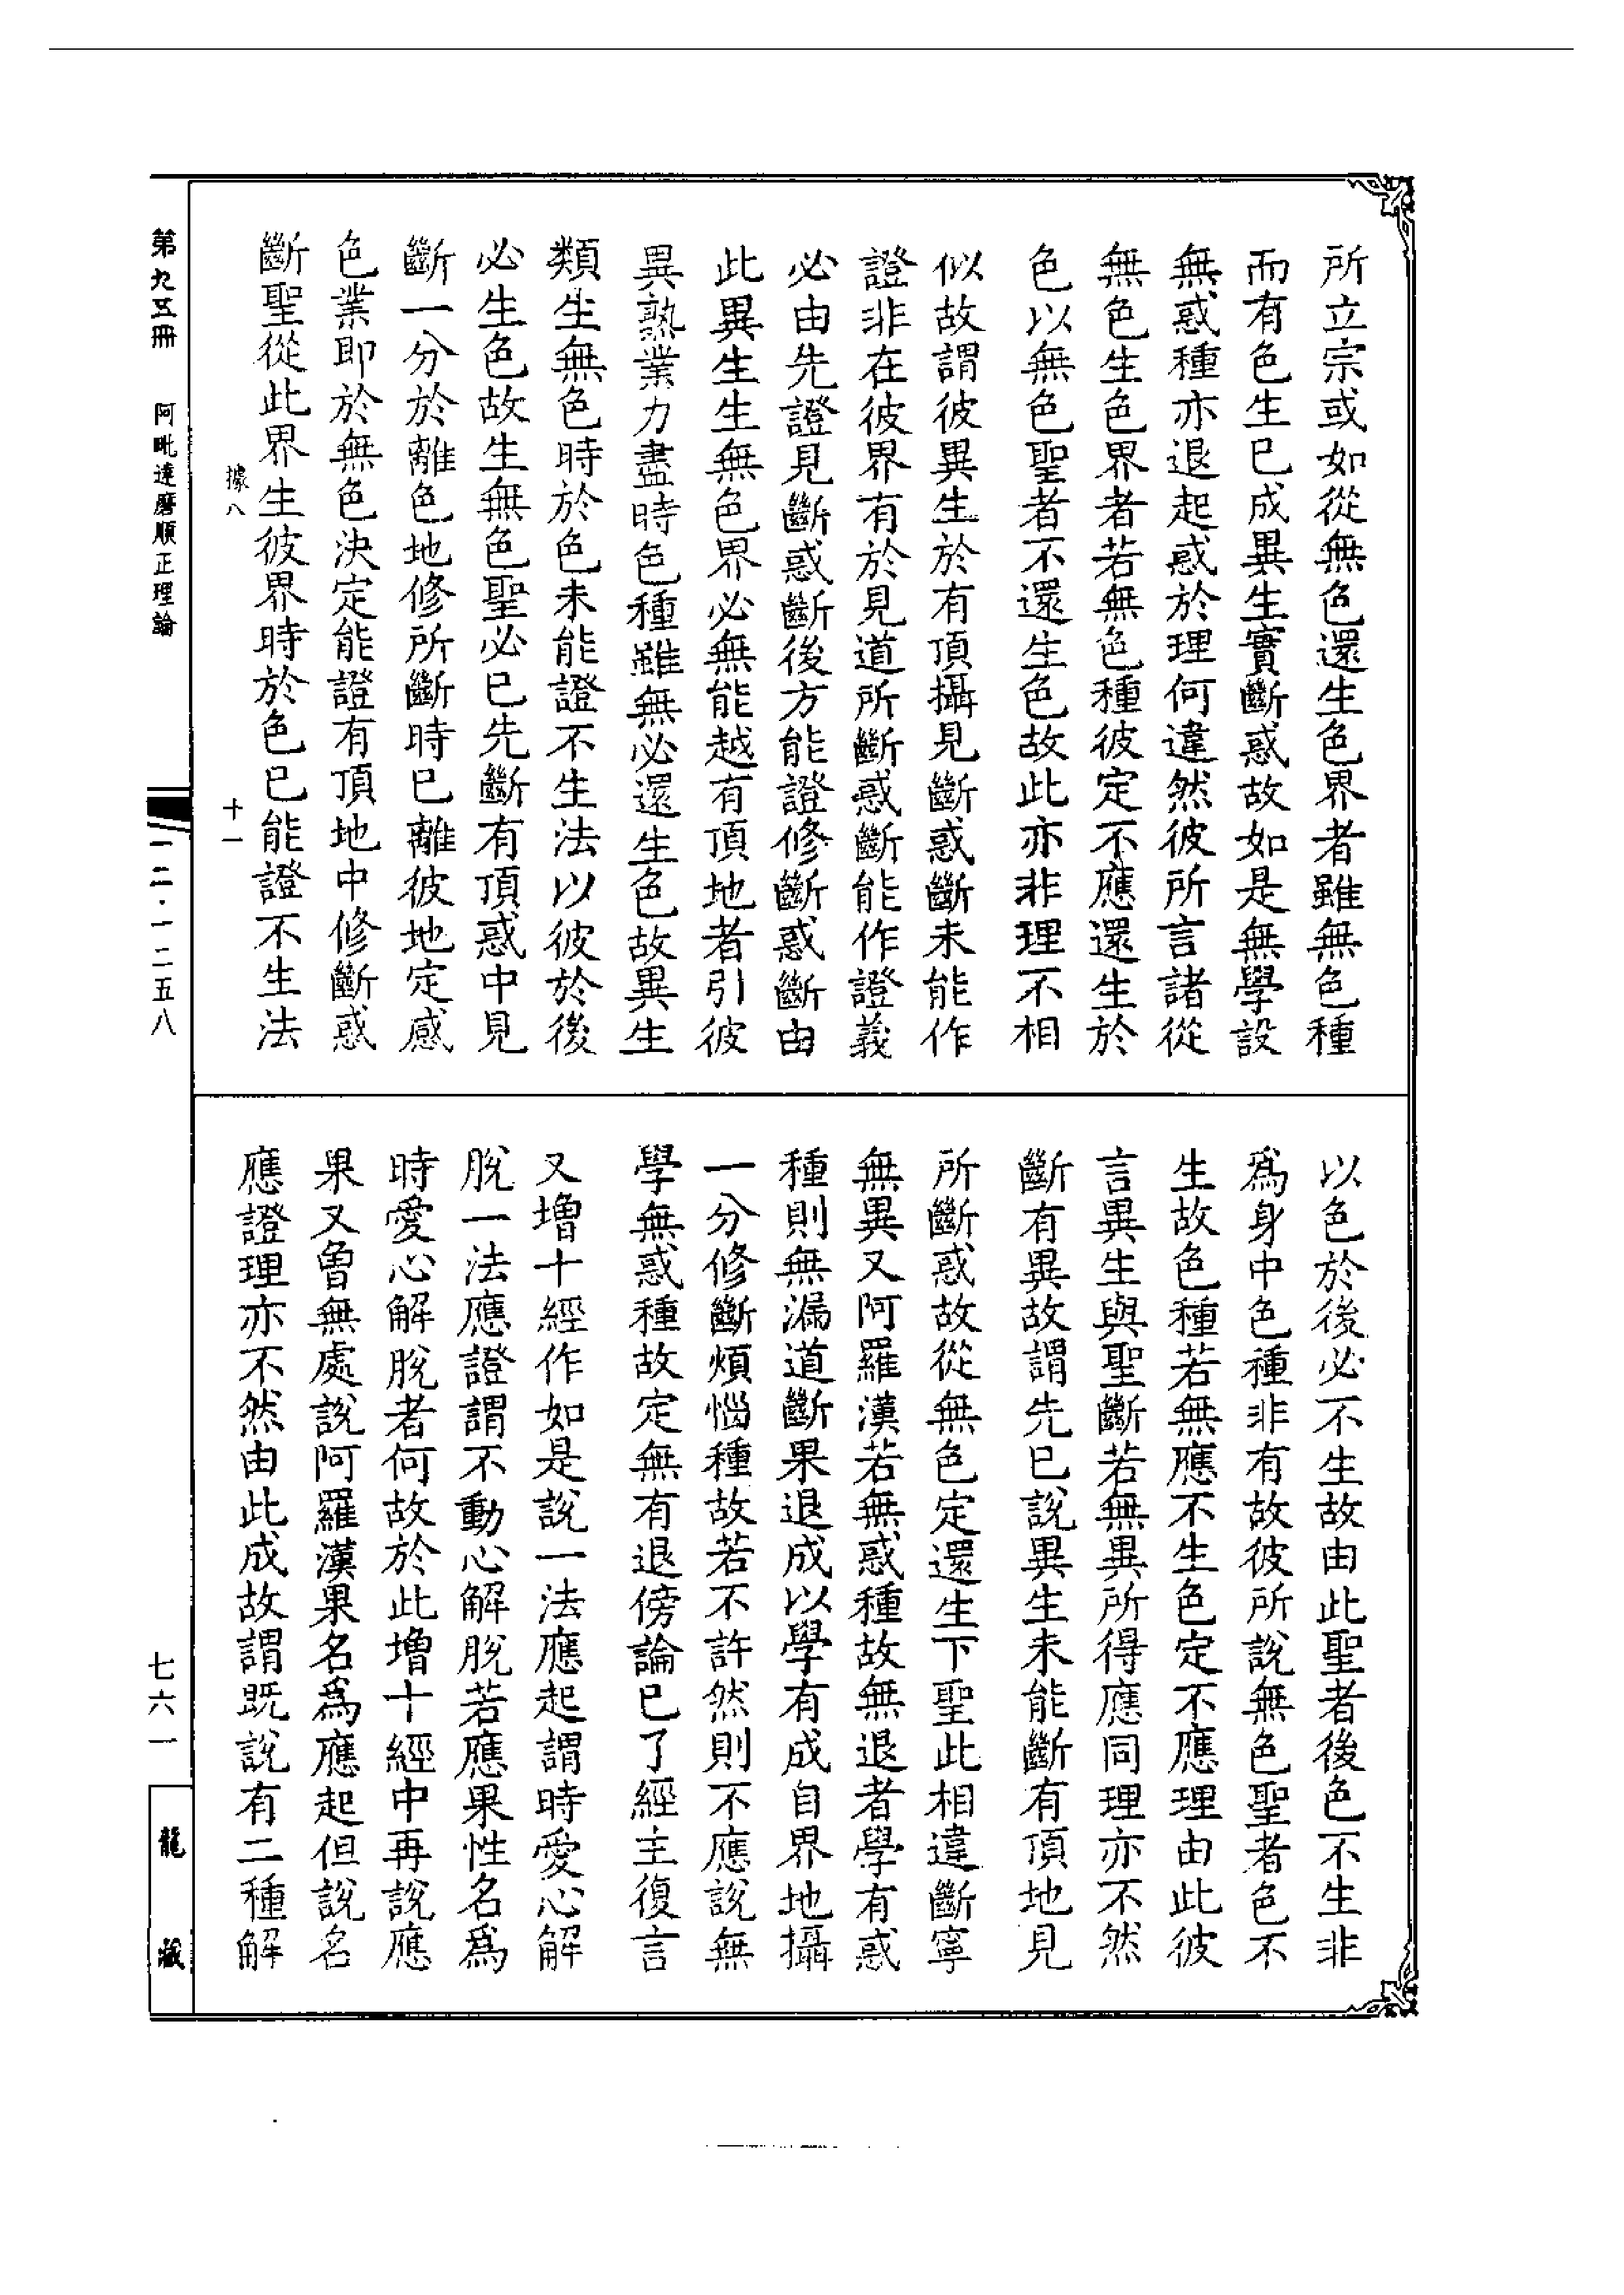 所立宗或如從無色還生色界者雖無色種
而有色生已成異生實斷惑故如是無學設
無惑種亦退起惑於理何違然彼所言諸從
無色生色界者若無色種彼定不應還生於
色以無色聖者不還生色故此亦非理不相
似故謂彼異生於有頂攝見斷惑斷未能作
證非在彼界有於見道所斷惑斷能作證義
必由先證見斷惑斷後方能證修斷惑斷由
此異生生無色界必無能越有頂地者引彼
異熟業力盡時色種雖無必還生色故異生
類生無色時於色未能證不生法以彼於後
必生色故生無色聖必已先斷有頂惑中見
斷一分於離色地修所斷時已離彼地定感
色業即於無色決定能證有頂地中修斷惑
斷聖從此界生彼界時於色已能證不生法
據八
十一
以色於後必不生故由此聖者後色不生非
為身中色種非有故彼所說無色聖者色不
生故色種若無應不生色定不應理由此彼
言異生與聖斷若無異所得應同理亦不然
斷有異故謂先已說異生未能斷有頂地見
所斷惑故從無色定還生下聖此相違斷寧
無異又阿羅漢若無惑種故無退者學有惑
種則無漏道斷果退成以學有成自界地攝
一分修斷煩惱種故若不許然則不應說無
學無惑種故定無有退傍論已了經主復言
又增十經作如是說一法應起謂時愛心解
脫一法應證謂不動心解脫若應果性名為
時愛心解脫者何故於此增十經中再說應
果又曾無處說阿羅漢果名為應起但說名
應證理亦不然由此成故謂既說有二種解
第九五冊
阿毗達磨順正理論
一二·一二五八
七六一
龍藏